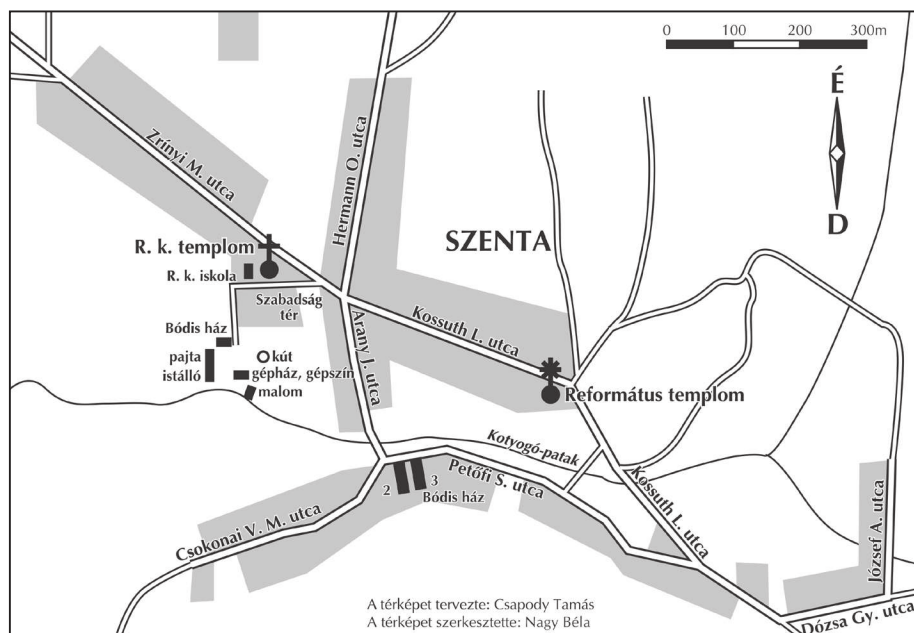 0 100 200 300m
É
D
Zrínyi M. utca
Hermann O. utca
SZENTA
R. k. templom
R. k. iskola
Szabadság
tér
Kossuth L. utca
Arany J. utca
Bódis ház
kút
pajta
istálló
gépház, gépszín
malom
Református templom
Kotyogó-patak
Petőfi S. utca
2
3
Bódis ház
Kossuth L. utca
Csokonai V. M. utca
József A. utca
Dózsa Gy. utca
A térképet tervezte: Csapody Tamás
A térképet szerkesztette: Nagy Béla